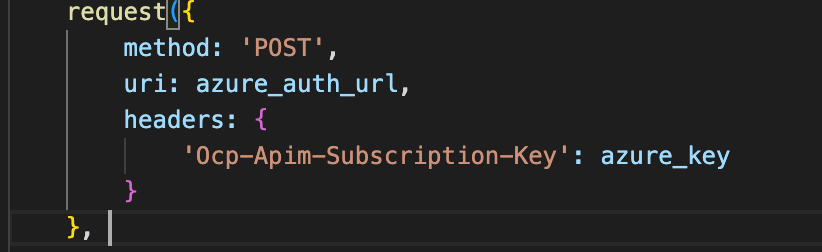 request({
method: 'POST',
uri: azure_auth_url,
headers: {
'Ocp-Apim-Subscription-Key': azure_key
}
},